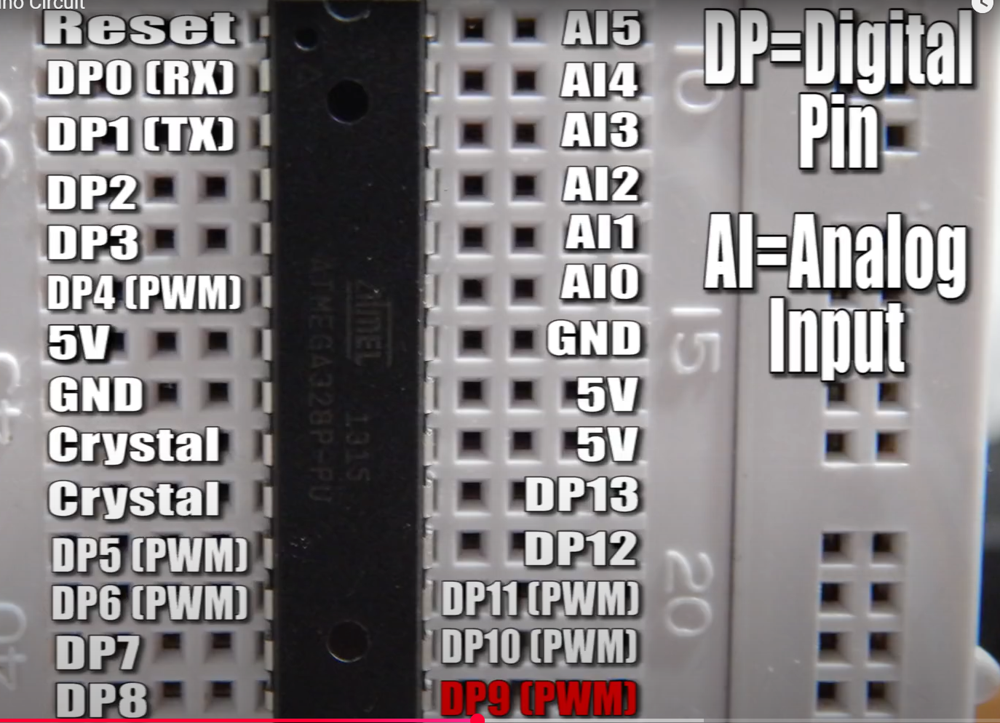 no Circuit
Reset
DP0 (RX)
DP1 (TX)
DP2
DP3
DP4 (PWM)
5V
GND
Crystal
Crystal
DP5 (PWM)
DP6 (PWM)
DP7
DP8
ATMEL 1315
ATMEGA328P-PU
AI5
AI4
AI3
AI2
AI1
AI0
GND
5V
5V
DP13
DP12
DP11 (PWM)
DP10 (PWM)
DP9 (PWM)
10
15
20
DP=Digital
Pin
AI=Analog
Input